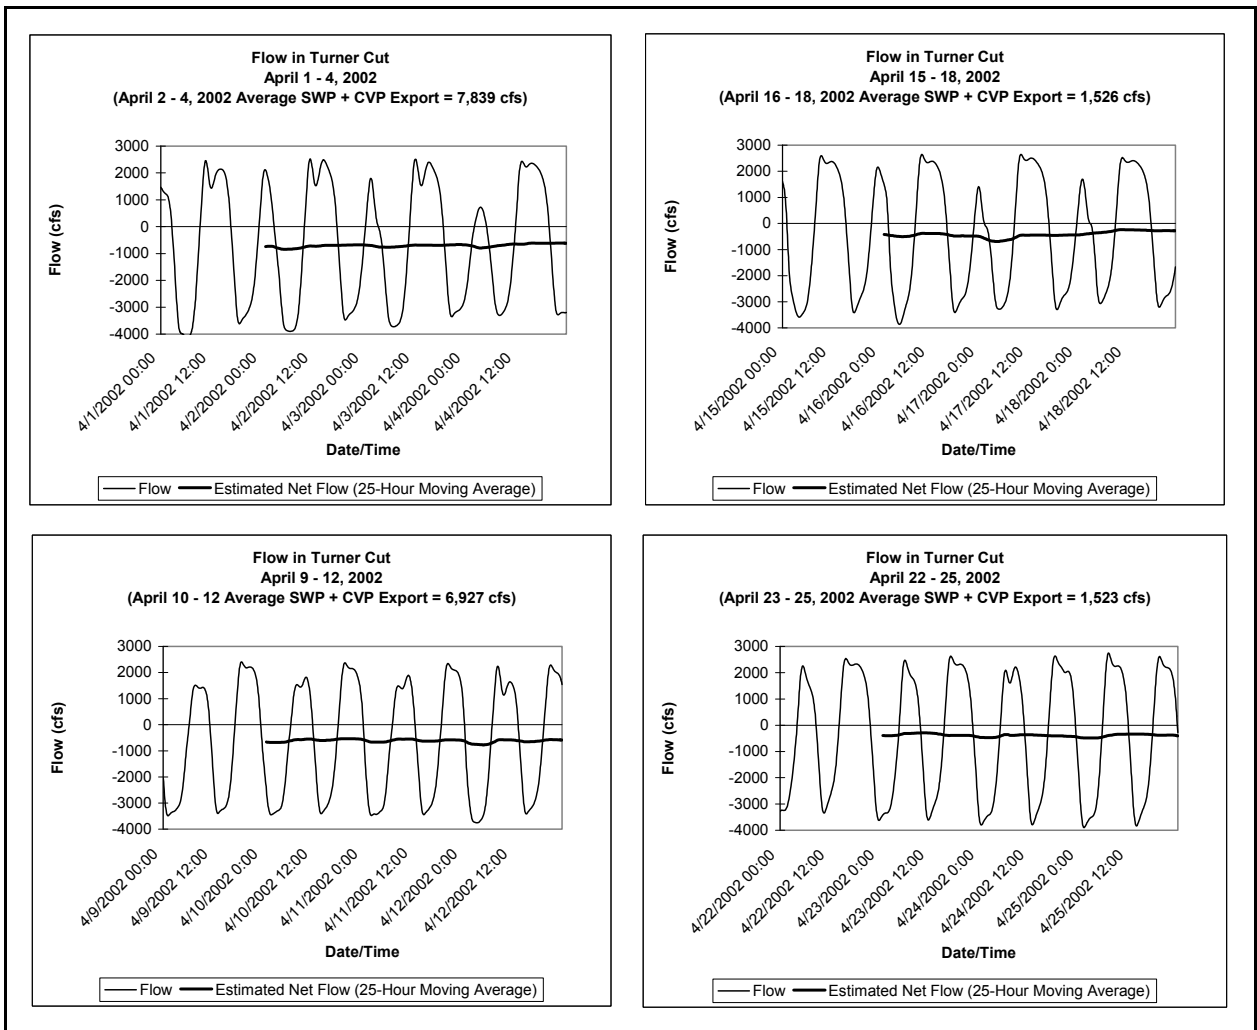 Flow in Turner Cut
April 1 - 4, 2002
(April 2 - 4, 2002 Average SWP + CVP Export = 7,839 cfs)
3000
2000
1000
0
-1000
-2000
-3000
-4000
Flow (cfs)
4/1/2002 00:00
4/1/2002 12:00
4/2/2002 00:00
4/2/2002 12:00
4/3/2002 00:00
4/3/2002 12:00
4/4/2002 00:00
4/4/2002 12:00
Date/Time
Flow
Estimated Net Flow (25-Hour Moving Average)
Flow in Turner Cut
April 15 - 18, 2002
(April 16 - 18, 2002 Average SWP + CVP Export = 1,526 cfs)
3000
2000
1000
0
-1000
-2000
-3000
-4000
Flow (cfs)
4/15/2002 00:00
4/15/2002 12:00
4/16/2002 0:00
4/16/2002 12:00
4/17/2002 0:00
4/17/2002 12:00
4/18/2002 0:00
4/18/2002 12:00
Date/Time
Flow
Estimated Net Flow (25-Hour Moving Average)
Flow in Turner Cut
April 9 - 12, 2002
(April 10 - 12 Average SWP + CVP Export = 6,927 cfs)
3000
2000
1000
0
-1000
-2000
-3000
-4000
Flow (cfs)
4/9/2002 00:00
4/9/2002 12:00
4/10/2002 0:00
4/10/2002 12:00
4/11/2002 0:00
4/11/2002 12:00
4/12/2002 0:00
4/12/2002 12:00
Date/Time
Flow
Estimated Net Flow (25-Hour Moving Average)
Flow in Turner Cut
April 22 - 25, 2002
(April 23 - 25, 2002 Average SWP + CVP Export = 1,523 cfs)
3000
2000
1000
0
-1000
-2000
-3000
-4000
Flow (cfs)
4/22/2002 00:00
4/22/2002 12:00
4/23/2002 0:00
4/23/2002 12:00
4/24/2002 0:00
4/24/2002 12:00
4/25/2002 0:00
4/25/2002 12:00
Date/Time
Flow
Estimated Net Flow (25-Hour Moving Average)